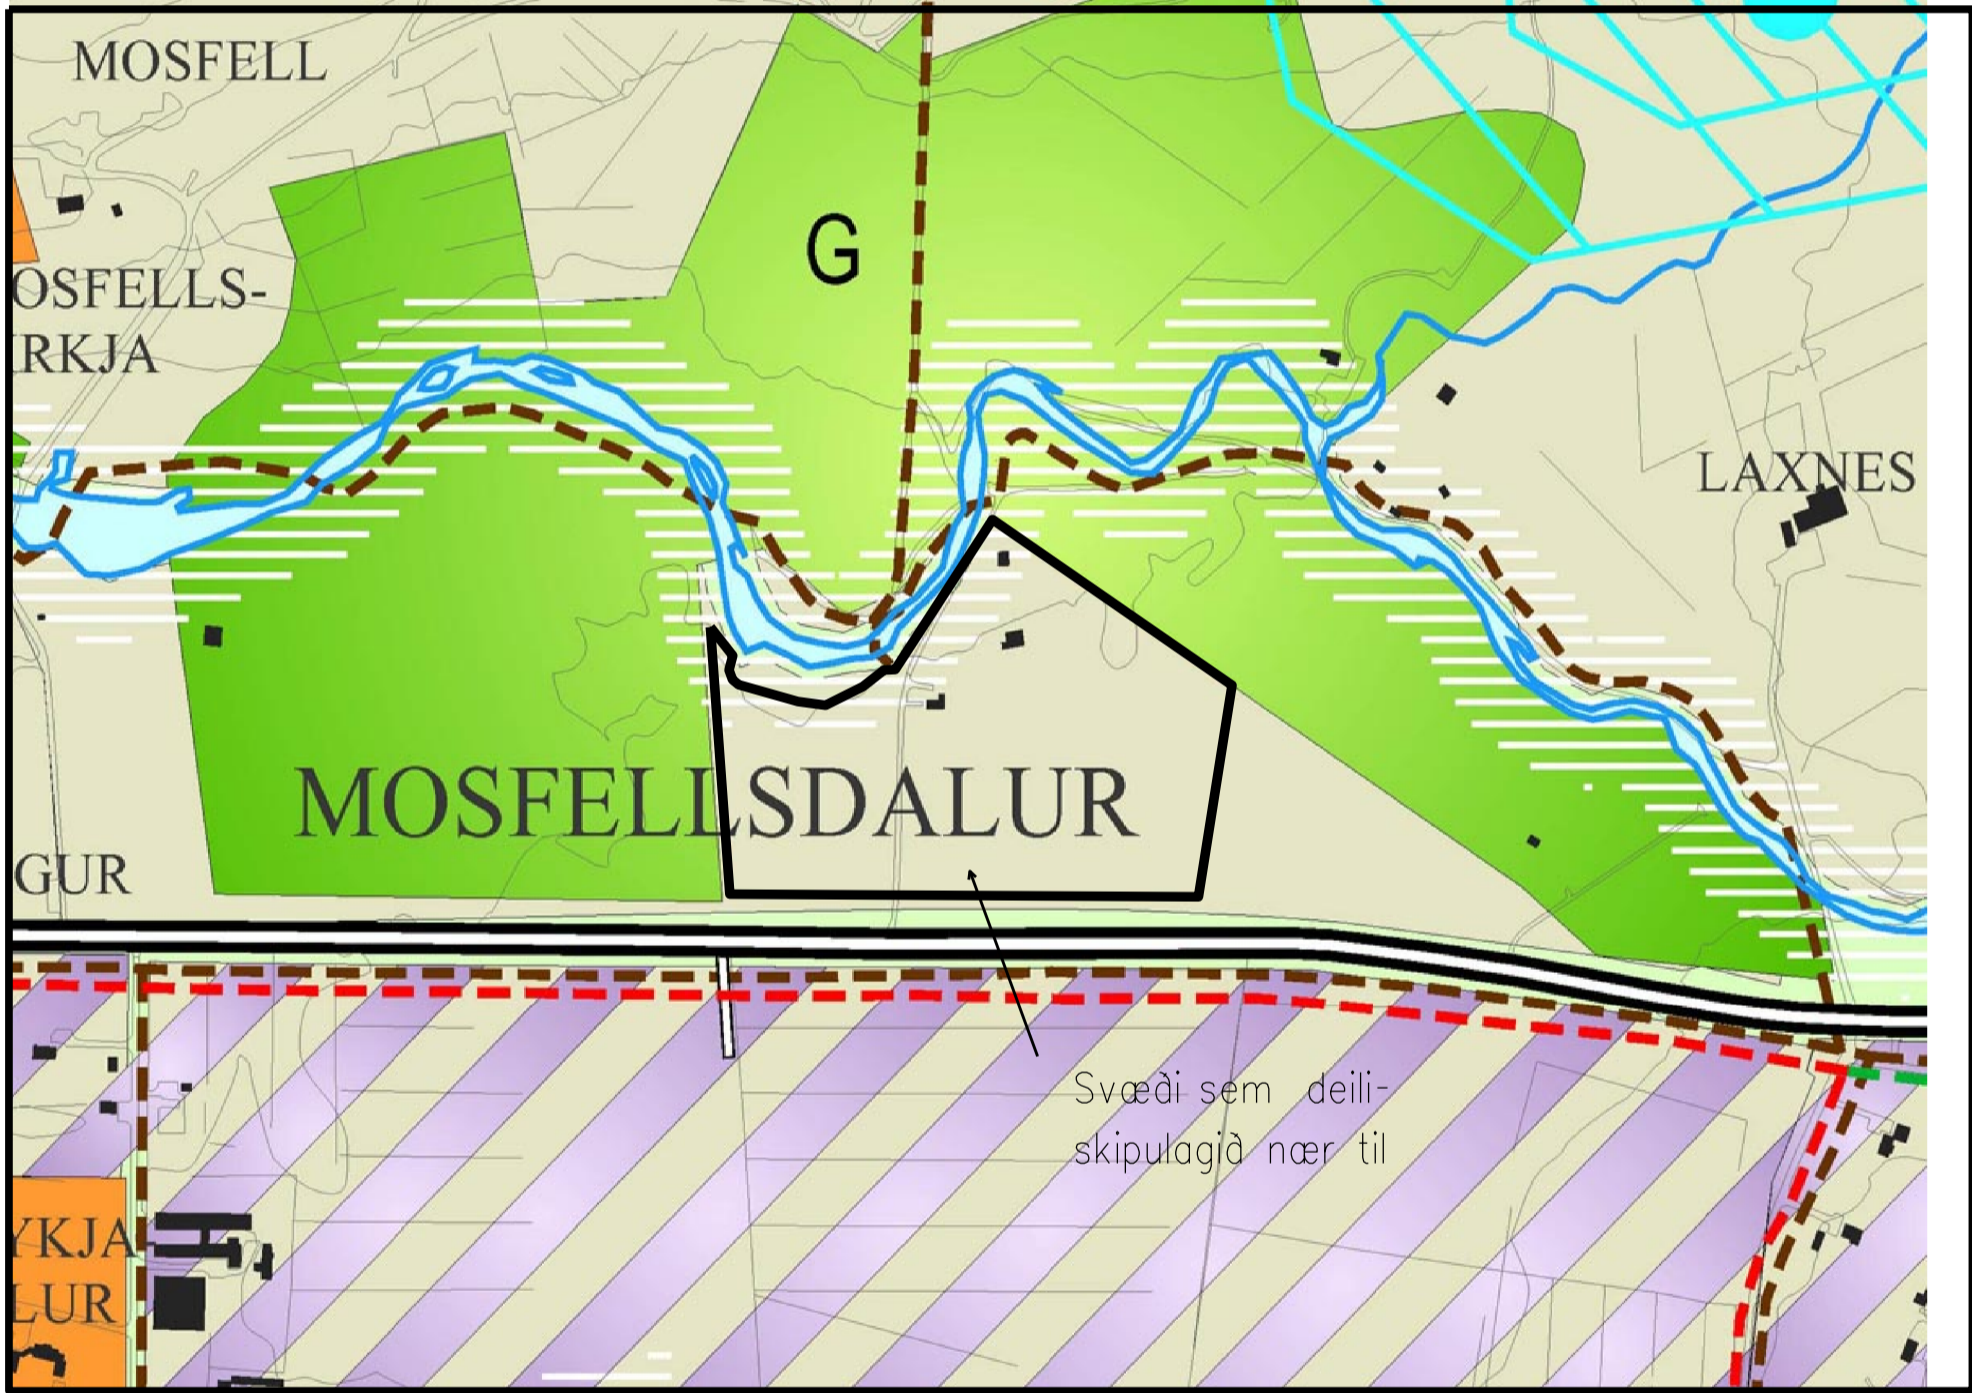 MOSFELL
G
OSFELLS-
IRKJA
LAXNES
MOSFELLSDALUR
GUR
Svæði sem deili-
skipulagið nær til
YKJA
LUR